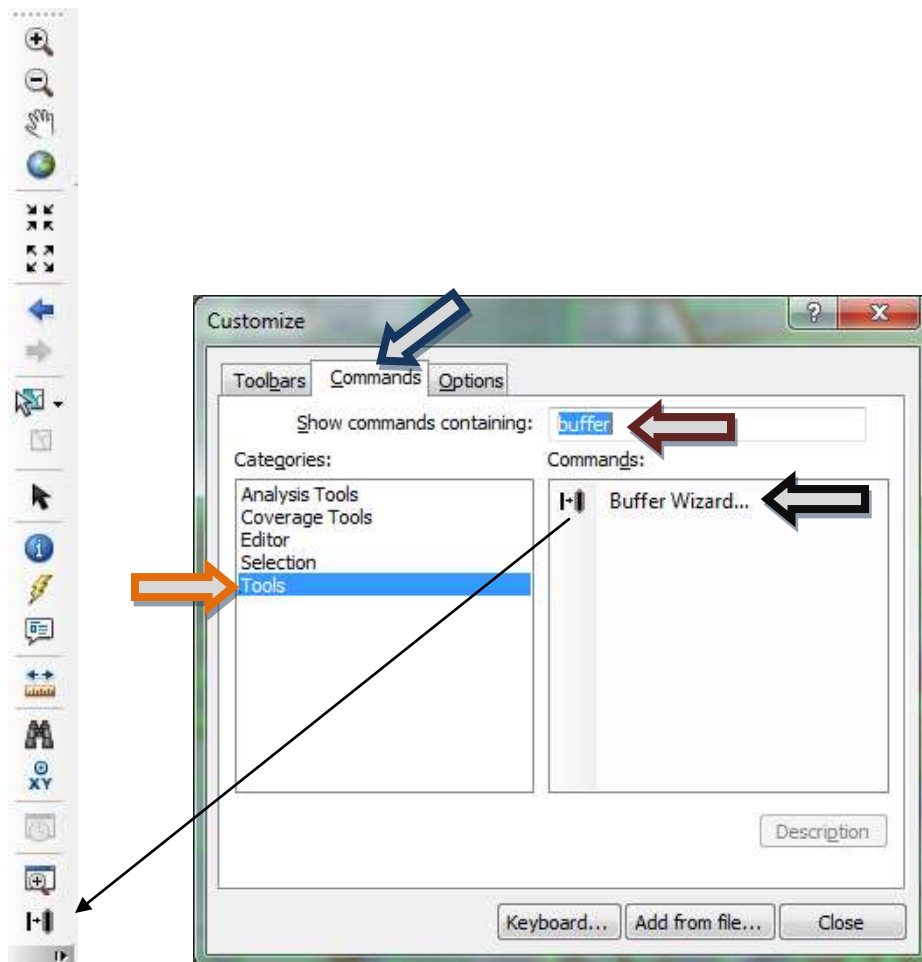 XY
Customize
?
X
Toolbars
Commands
Options
Show commands containing:
buffer
Categories:
Commands:
Analysis Tools
Coverage Tools
Editor
Selection
Tools
Buffer Wizard...
Description
Keyboard...
Add from file...
Close